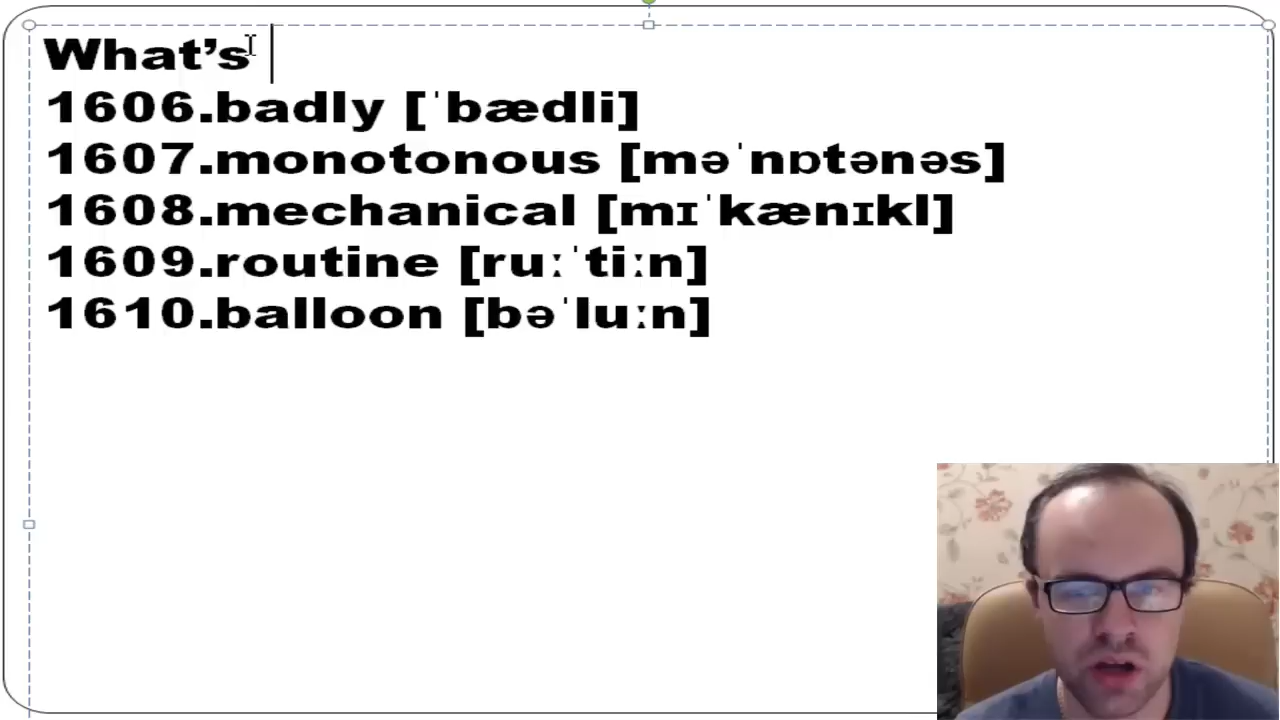 What’s
1606.badly [ˈbædli]
1607.monotonous [məˈnɒtənəs]
1608.mechanical [mɪˈkænɪkl]
1609.routine [ruːˈtiːn]
1610.balloon [bəˈluːn]